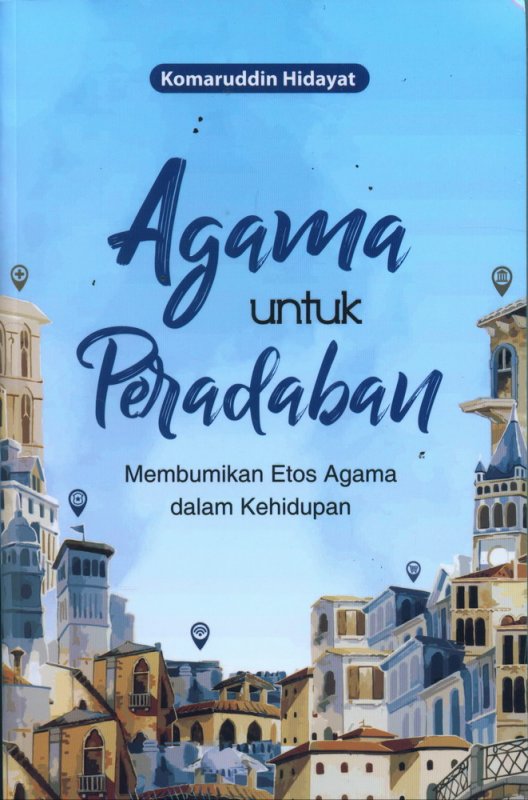 Komaruddin Hidayat
Agama
untuk
Peradaban
Membumikan Etos Agama
dalam Kehidupan